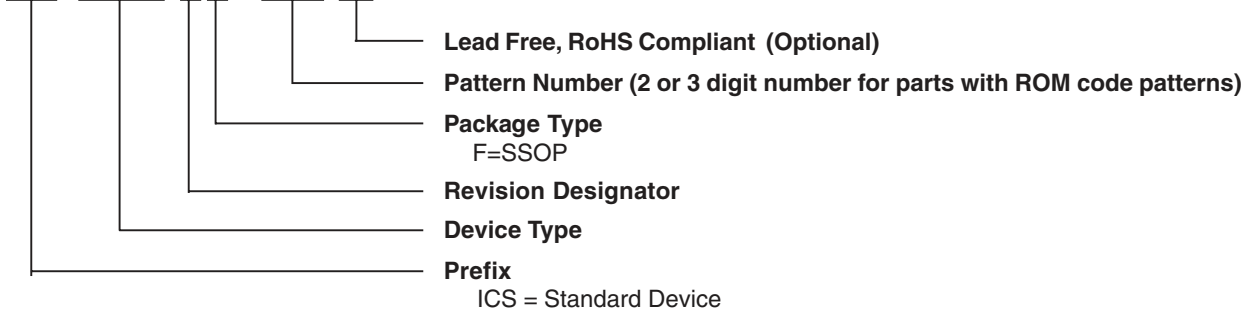 Lead Free, RoHS Compliant (Optional)
Pattern Number (2 or 3 digit number for parts with ROM code patterns)
Package Type
F=SSOP
Revision Designator
Device Type
Prefix
ICS = Standard Device